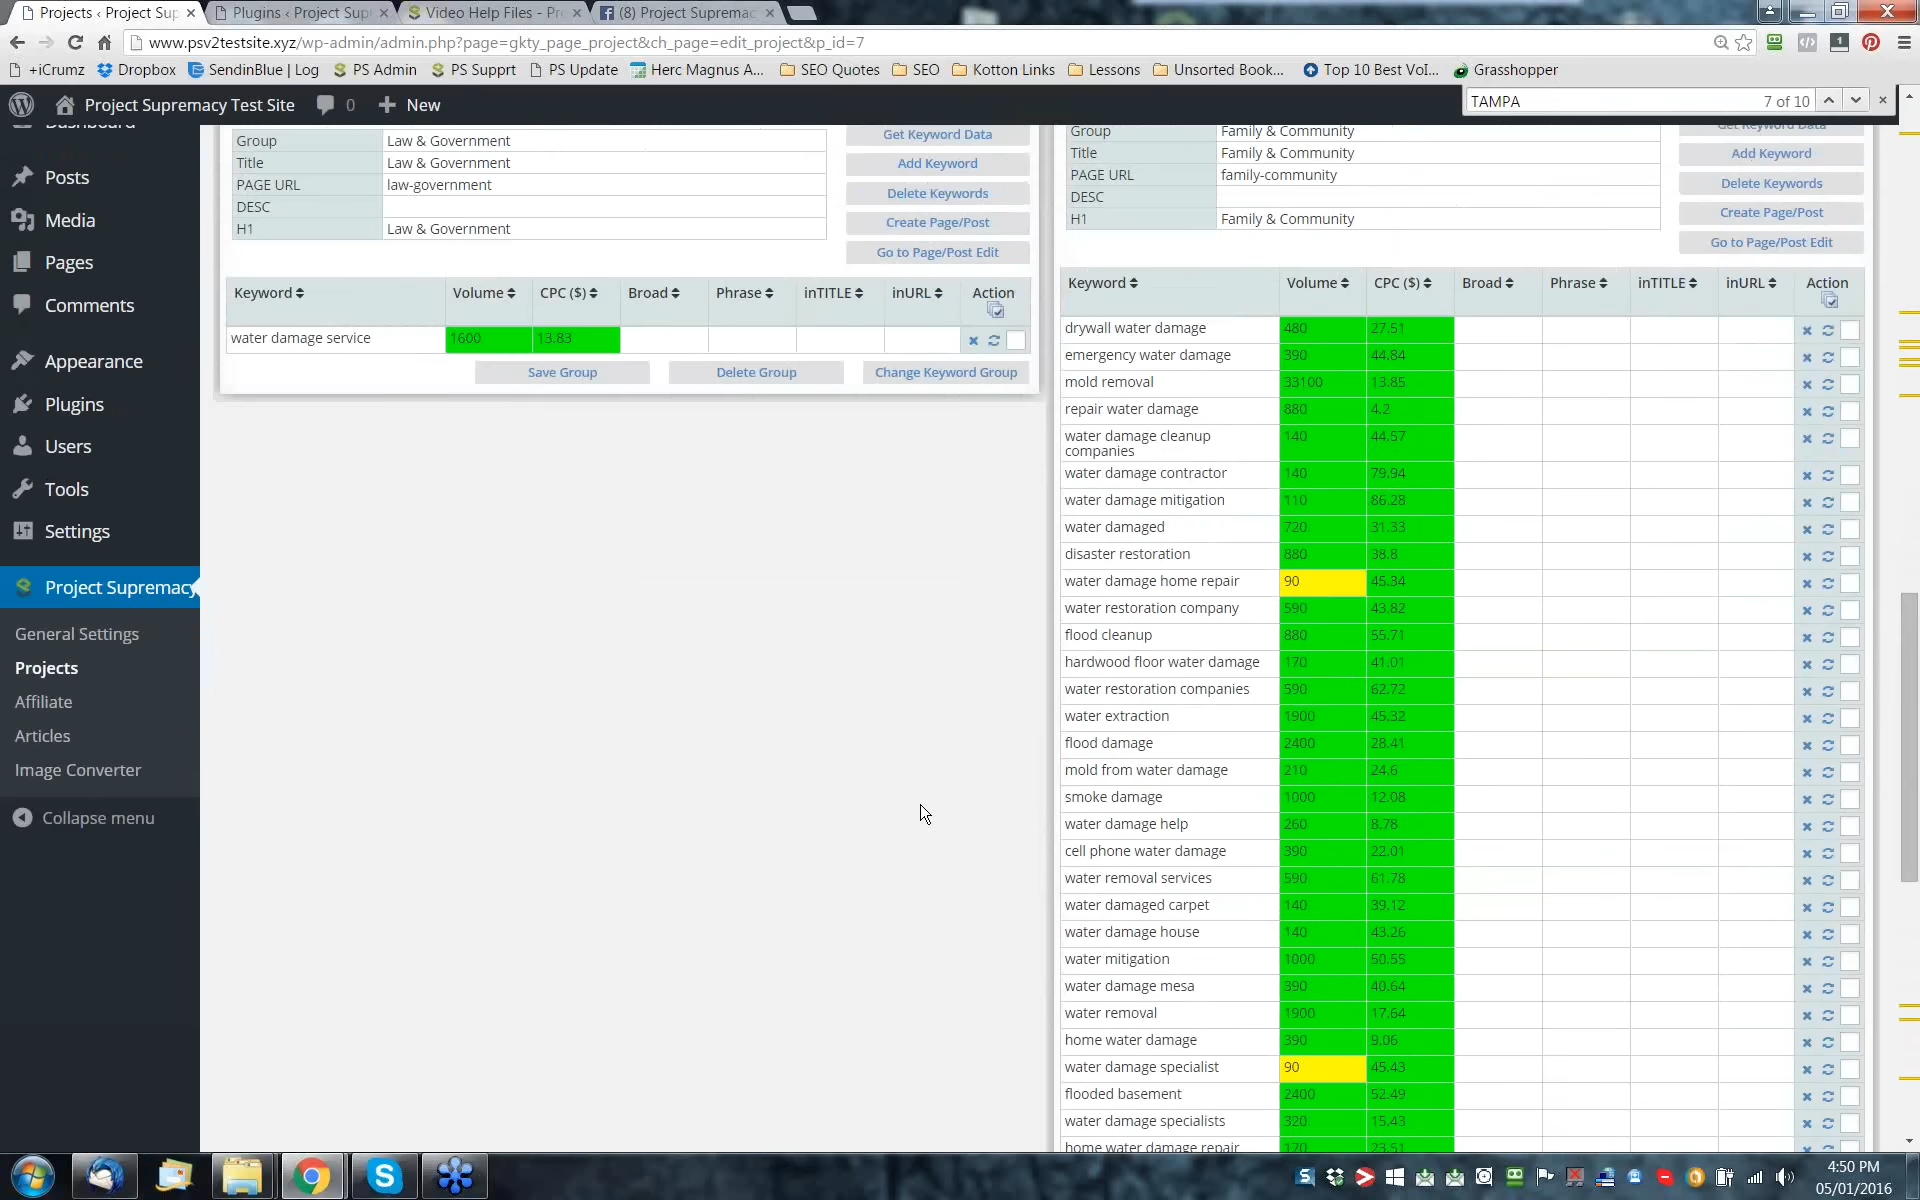 Projects ‹ Project Sup
Plugins ‹ Project Sup
Video Help Files - Pr
(8) Project Supremac
www.psv2testsite.xyz/wp-admin/admin.php?page=gkty_page_project&ch_page=edit_project&p_id=7
+iCrumz
Dropbox
SendinBlue | Log
PS Admin
PS Supprt
PS Update
Herc Magnus A...
SEO Quotes
SEO
Kotton Links
Lessons
Unsorted Book...
Top 10 Best VoI...
Grasshopper
Project Supremacy Test Site
0
New
TAMPA
7 of 10
Dashboard
Posts
Media
Pages
Comments
Appearance
Plugins
Users
Tools
Settings
Project Supremacy
General Settings
Projects
Affiliate
Articles
Image Converter
Collapse menu
Group Law & Government
Title Law & Government
PAGE URL law-government
DESC
H1 Law & Government
Get Keyword Data
Add Keyword
Delete Keywords
Create Page/Post
Go to Page/Post Edit
Keyword Volume CPC ($) Broad Phrase inTITLE inURL Action
water damage service 1600 13.83
Save Group
Delete Group
Change Keyword Group
Group Family & Community
Title Family & Community
PAGE URL family-community
DESC
H1 Family & Community
Get Keyword Data
Add Keyword
Delete Keywords
Create Page/Post
Go to Page/Post Edit
Keyword Volume CPC ($) Broad Phrase inTITLE inURL Action
drywall water damage 480 27.51
emergency water damage 390 44.84
mold removal 33100 13.85
repair water damage 880 4.2
water damage cleanup
companies 140 44.57
water damage contractor 140 79.94
water damage mitigation 110 86.28
water damaged 720 31.33
disaster restoration 880 38.8
water damage home repair 90 45.34
water restoration company 590 43.82
flood cleanup 880 55.71
hardwood floor water damage 170 41.01
water restoration companies 590 62.72
water extraction 1900 45.32
flood damage 2400 28.41
mold from water damage 210 24.6
smoke damage 1000 12.08
water damage help 260 8.78
cell phone water damage 390 22.01
water removal services 590 61.78
water damaged carpet 140 39.12
water damage house 140 43.26
water mitigation 1000 50.55
water damage mesa 390 40.64
water removal 1900 17.64
home water damage 390 9.06
water damage specialist 90 45.43
flooded basement 2400 52.49
water damage specialists 320 15.43
home water damage repair 170 23.51
4:50 PM
05/01/2016